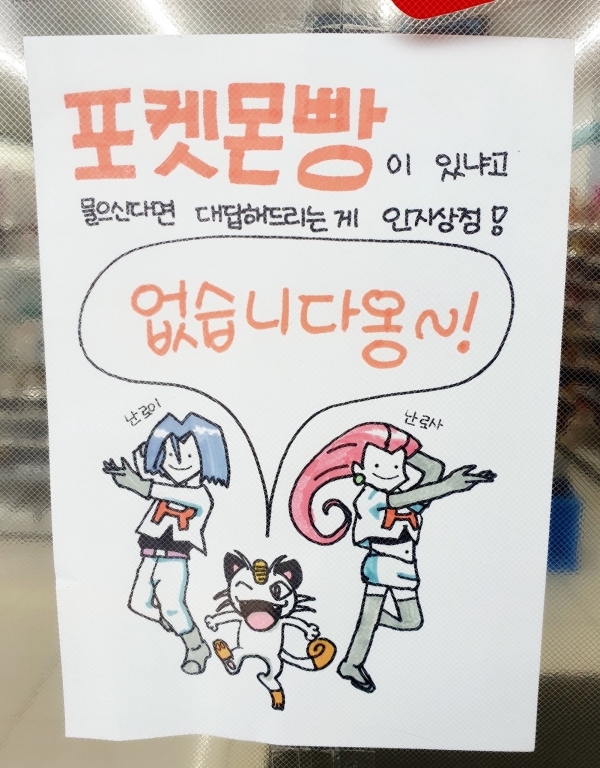 포켓몬빵이 있냐고
물으신다면 대답해드리는게 인지상점!
없습니다옹~!
난 로이
난 로사